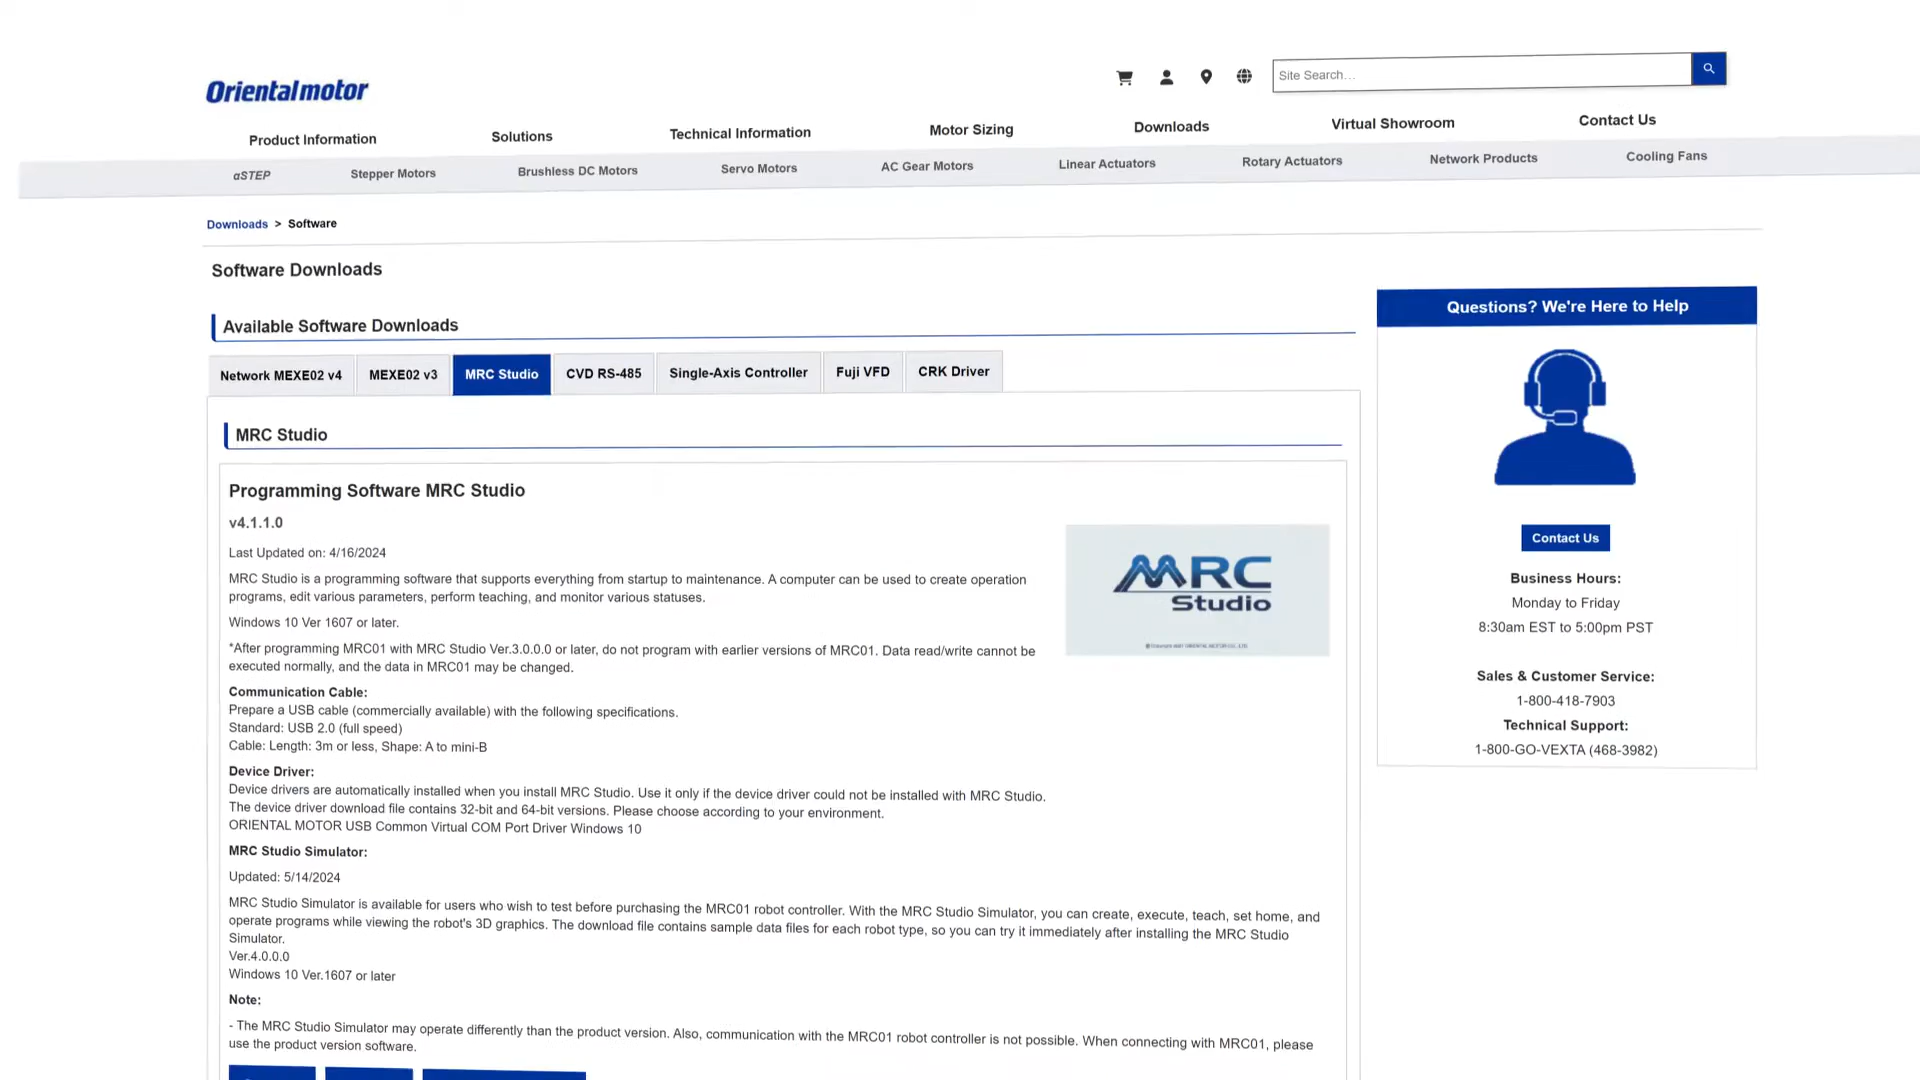 Orientalmotor
Site Search...
Product Information
Solutions
Technical Information
Motor Sizing
Downloads
Virtual Showroom
Contact Us
αSTEP
Stepper Motors
Brushless DC Motors
Servo Motors
AC Gear Motors
Linear Actuators
Rotary Actuators
Network Products
Cooling Fans
Downloads > Software
Software Downloads
Available Software Downloads
Network MEXE02 v4
MEXE02 v3
MRC Studio
CVD RS-485
Single-Axis Controller
Fuji VFD
CRK Driver
MRC Studio
Programming Software MRC Studio
v4.1.1.0
Last Updated on: 4/16/2024
MRC Studio is a programming software that supports everything from startup to maintenance. A computer can be used to create operation
programs, edit various parameters, perform teaching, and monitor various statuses.
Windows 10 Ver 1607 or later.
*After programming MRC01 with MRC Studio Ver.3.0.0.0 or later, do not program with earlier versions of MRC01. Data read/write cannot be
executed normally, and the data in MRC01 may be changed.
Communication Cable:
Prepare a USB cable (commercially available) with the following specifications.
Standard: USB 2.0 (full speed)
Cable: Length: 3m or less, Shape: A to mini-B
Device Driver:
Device drivers are automatically installed when you install MRC Studio. Use it only if the device driver could not be installed with MRC Studio.
The device driver download file contains 32-bit and 64-bit versions. Please choose according to your environment.
ORIENTAL MOTOR USB Common Virtual COM Port Driver Windows 10
MRC Studio Simulator:
Updated: 5/14/2024
MRC Studio Simulator is available for users who wish to test before purchasing the MRC01 robot controller. With the MRC Studio Simulator, you can create, execute, teach, set home, and
operate programs while viewing the robot's 3D graphics. The download file contains sample data files for each robot type, so you can try it immediately after installing the MRC Studio
Simulator.
Ver.4.0.0.0
Windows 10 Ver.1607 or later
Note:
- The MRC Studio Simulator may operate differently than the product version. Also, communication with the MRC01 robot controller is not possible. When connecting with MRC01, please
use the product version software.
MRC
Studio
Questions? We're Here to Help
Contact Us
Business Hours:
Monday to Friday
8:30am EST to 5:00pm PST
Sales & Customer Service:
1-800-418-7903
Technical Support:
1-800-GO-VEXTA (468-3982)